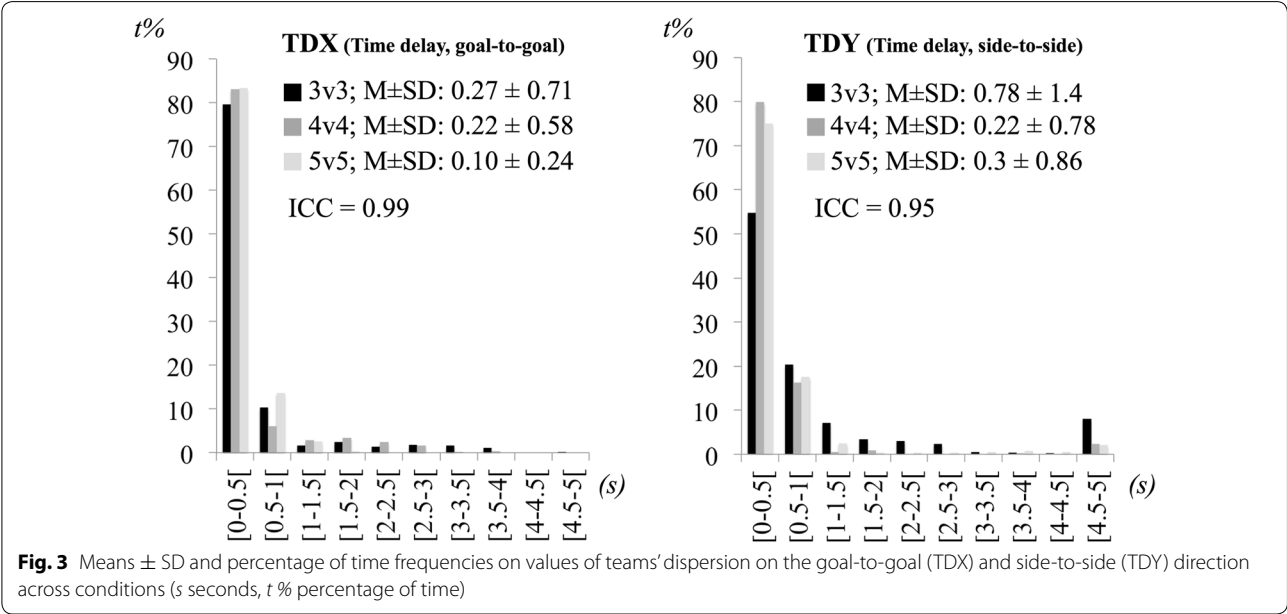 t%
TDX (Time delay, goal-to-goal)
90
80
70
60
50
40
30
20
10
0
3v3; M±SD: 0.27 ± 0.71
4v4; M±SD: 0.22 ± 0.58
5v5; M±SD: 0.10 ± 0.24
ICC = 0.99
[0-0.5[
[0.5-1[
[1-1.5[
[1.5-2[
[2-2.5[
[2.5-3[
[3-3.5[
[3.5-4[
[4-4.5[
[4.5-5[
(s)
t%
TDY (Time delay, side-to-side)
90
80
70
60
50
40
30
20
10
0
3v3; M±SD: 0.78 ± 1.4
4v4; M±SD: 0.22 ± 0.78
5v5; M±SD: 0.3 ± 0.86
ICC = 0.95
[0-0.5[
[0.5-1[
[1-1.5[
[1.5-2[
[2-2.5[
[2.5-3[
[3-3.5[
[3.5-4[
[4-4.5[
[4.5-5[
(s)
Fig. 3 Means ± SD and percentage of time frequencies on values of teams’ dispersion on the goal-to-goal (TDX) and side-to-side (TDY) direction
across conditions (s seconds, t % percentage of time)